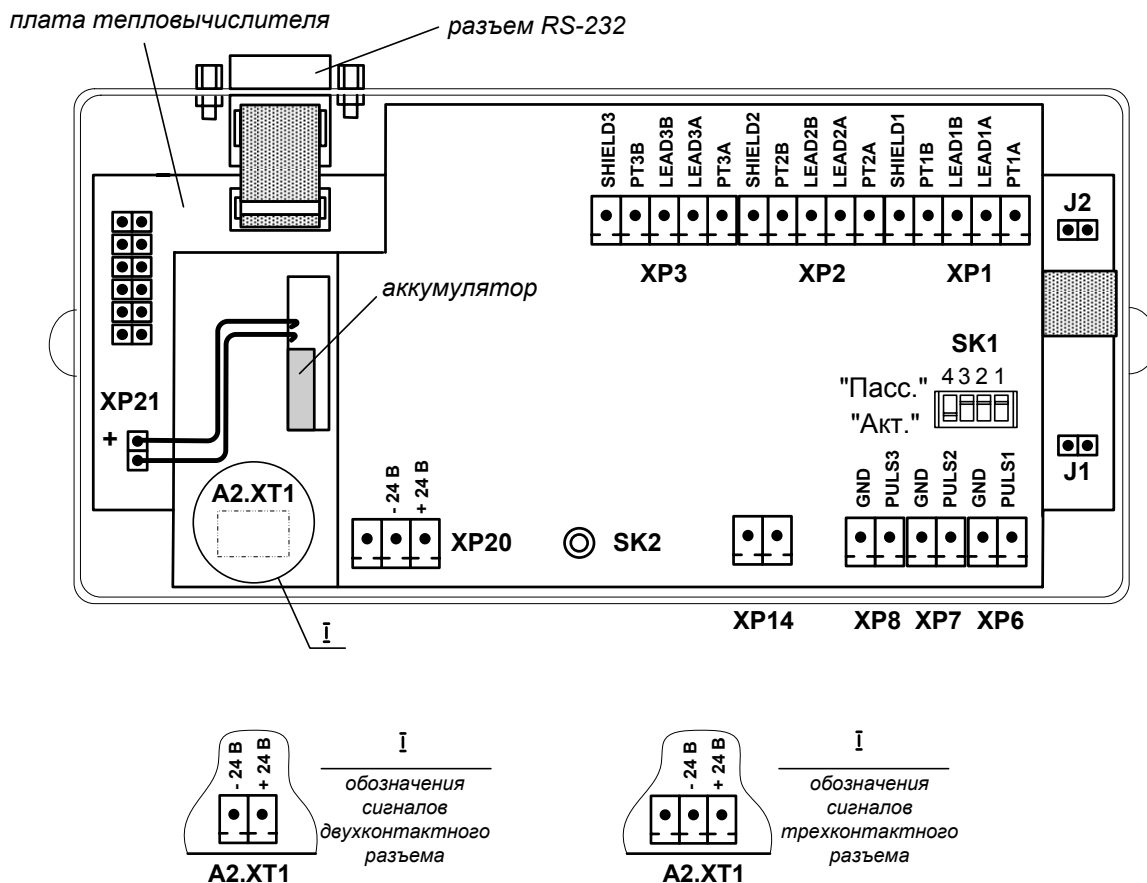 плата тепловычислителя
разъем RS-232
SHIELD3
PT3B
LEAD3B
LEAD3A
PT3A
SHIELD2
PT2B
LEAD2B
LEAD2A
PT2A
SHIELD1
PT1B
LEAD1B
LEAD1A
PT1A
J2
XP3
XP2
XP1
аккумулятор
SK1
4 3 2 1
"Пасс."
"Акт."
XP21
+
A2.XT1
- 24 В
+ 24 В
XP20
SK2
GND
PULS3
GND
PULS2
GND
PULS1
J1
XP14
XP8
XP7
XP6
I
- 24 В
+ 24 В
I
обозначения
сигналов
двухконтактного
разъема
A2.XT1
- 24 В
+ 24 В
I
обозначения
сигналов
трехконтактного
разъема
A2.XT1